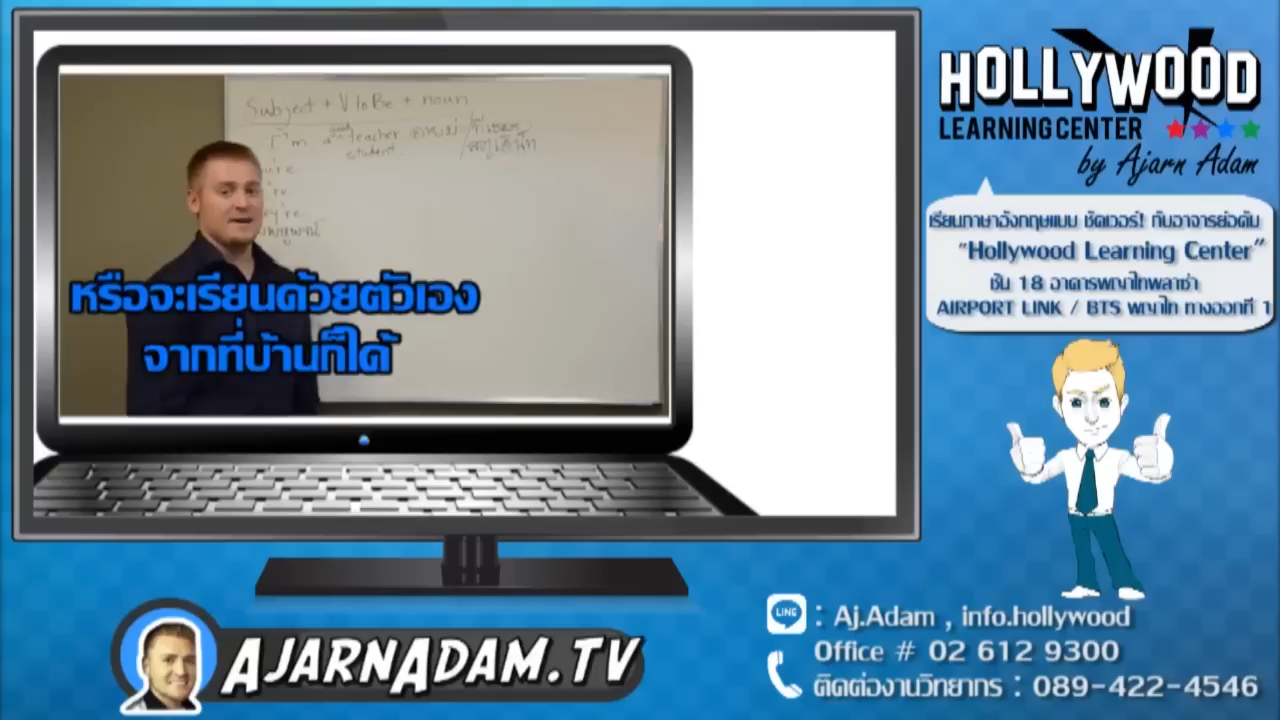 Subject + V to Be + noun
I'm a teacher
student
หรือจะเรียนด้วยตัวเอง
จากที่บ้านก็ได้
HOLLYWOOD
LEARNING CENTER
by Ajarn Adam
เรียนภาษาอังกฤษแบบ ชัดเวอร์! กับอาจารย์อดัม
"Hollywood Learning Center"
ชั้น 18 อาคารพญาไทพลาซ่า
AIRPORT LINK / BTS พญาไท ทางออกที่ 1
AJARNADAM.TV
LINE : Aj.Adam , info.hollywood
Office # 02 612 9300
ติดต่องานวิทยากร : 089-422-4546